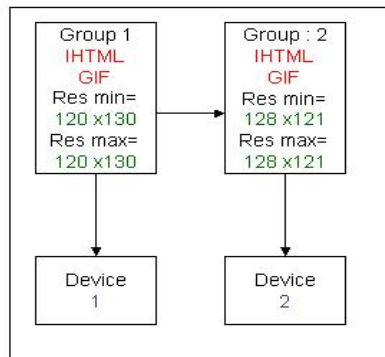 Group 1
IHTML
GIF
Res min=
120 x130
Res max=
120 x130
Group : 2
IHTML
GIF
Res min=
128 x121
Res max=
128 x121
Device
1
Device
2